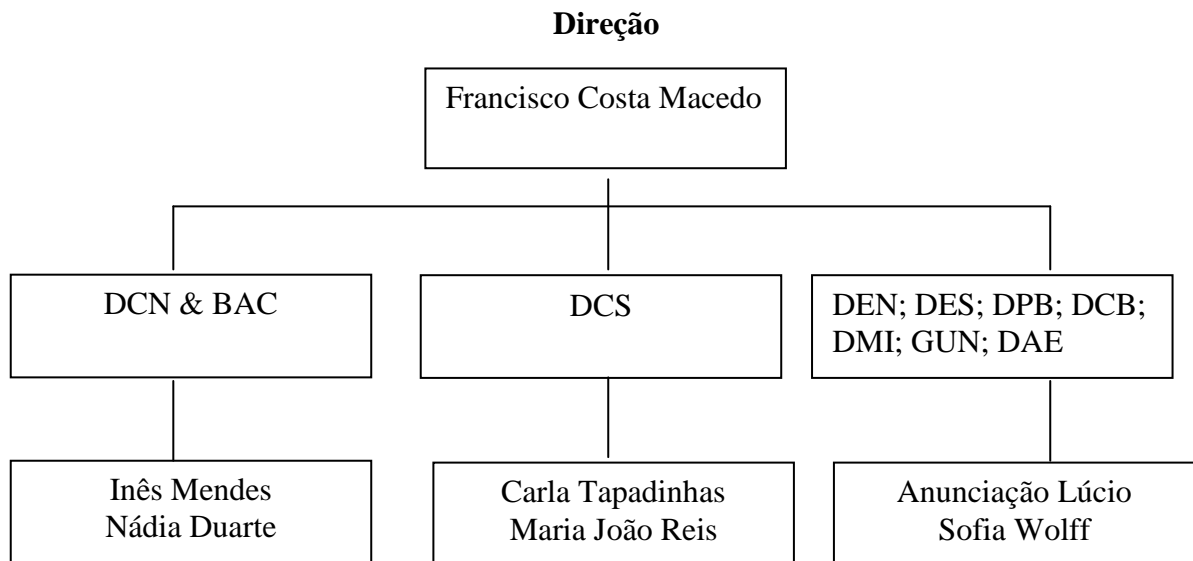 Direção
Francisco Costa Macedo
DCN & BAC
DCS
DEN; DES; DPB; DCB;
DMI; GUN; DAE
Inês Mendes
Nádia Duarte
Carla Tapadinhas
Maria João Reis
Anunciação Lúcio
Sofia Wolff